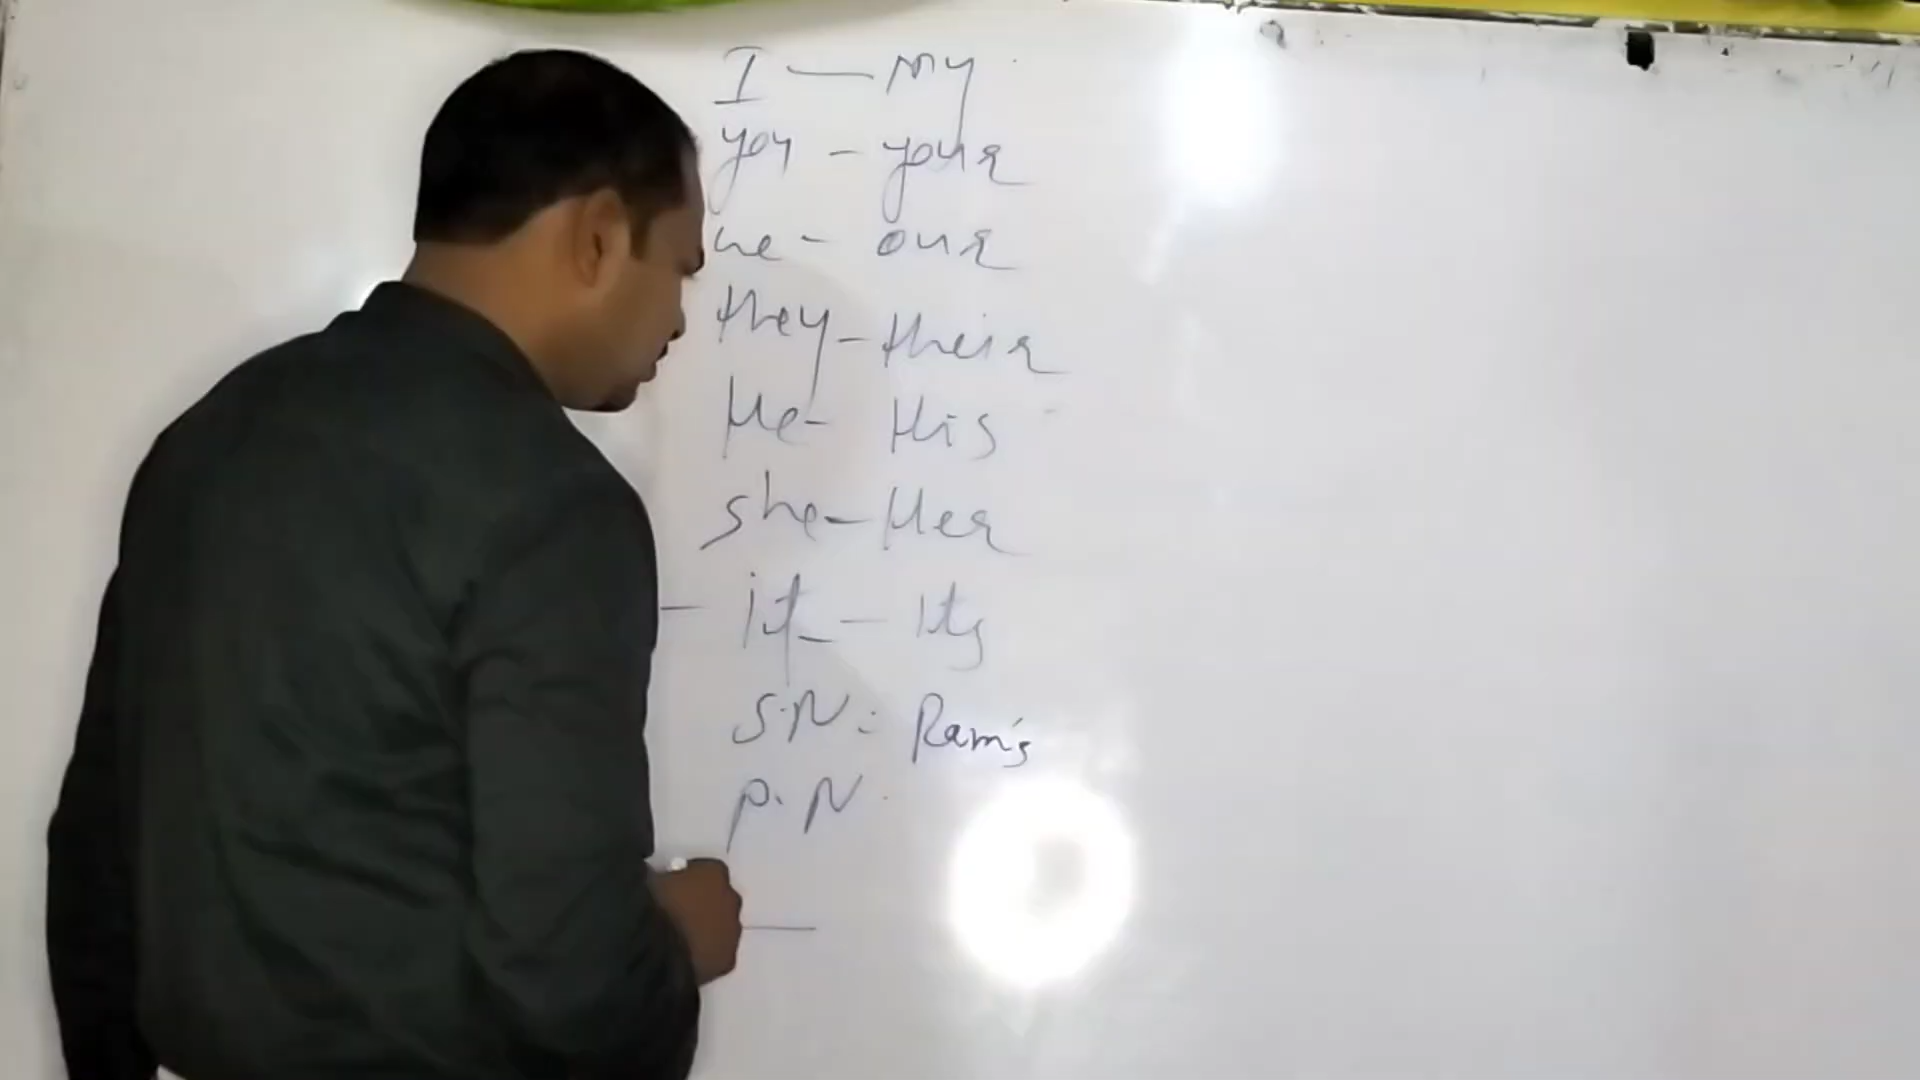 I — My
you - your
we - our
they - their
He - His
she - Her
it - Its
S.N: Ram's
P.N.